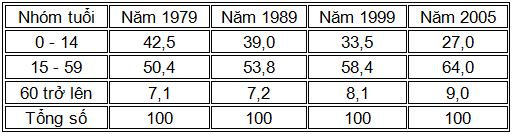 Nhóm tuổi Năm 1979 Năm 1989 Năm 1999 Năm 2005
0 - 14 42,5 39,0 33,5 27,0
15 - 59 50,4 53,8 58,4 64,0
60 trở lên 7,1 7,2 8,1 9,0
Tổng số 100 100 100 100